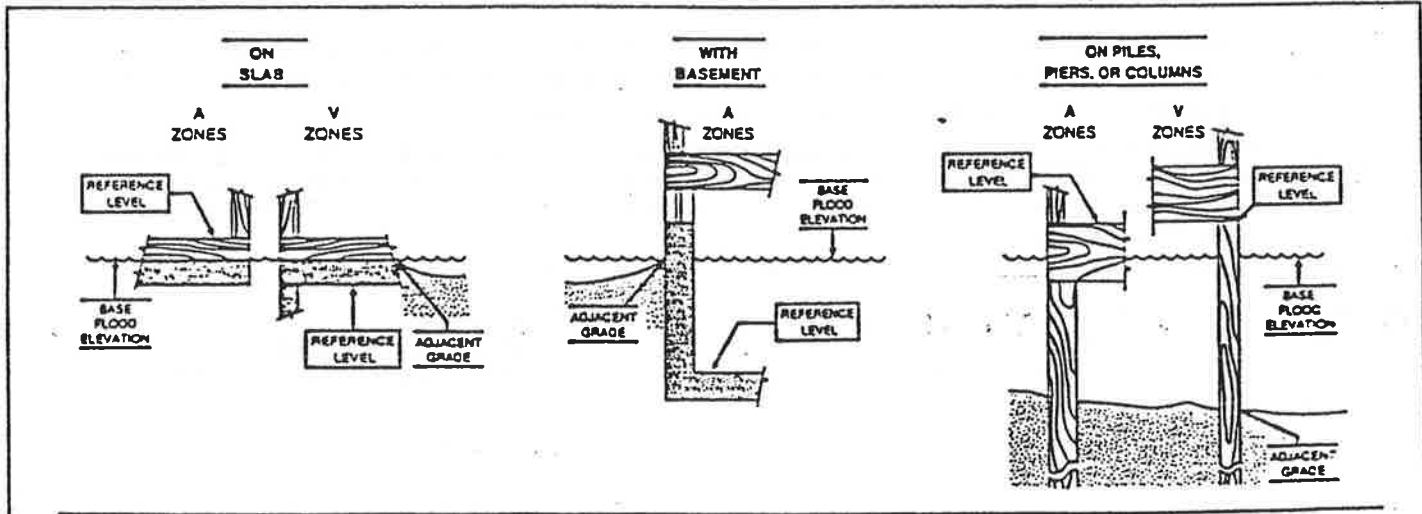 ON
SLAB
A
ZONES
V
ZONES
REFERENCE
LEVEL
BASE
FLOOD
ELEVATION
REFERENCE
LEVEL
ADJACENT
GRADE
WITH
BASEMENT
A
ZONES
BASE
FLOOD
ELEVATION
ADJACENT
GRADE
REFERENCE
LEVEL
ON PILES,
PIERS, OR COLUMNS
A
ZONES
V
ZONES
REFERENCE
LEVEL
REFERENCE
LEVEL
BASE
FLOOD
ELEVATION
ADJACENT
GRADE